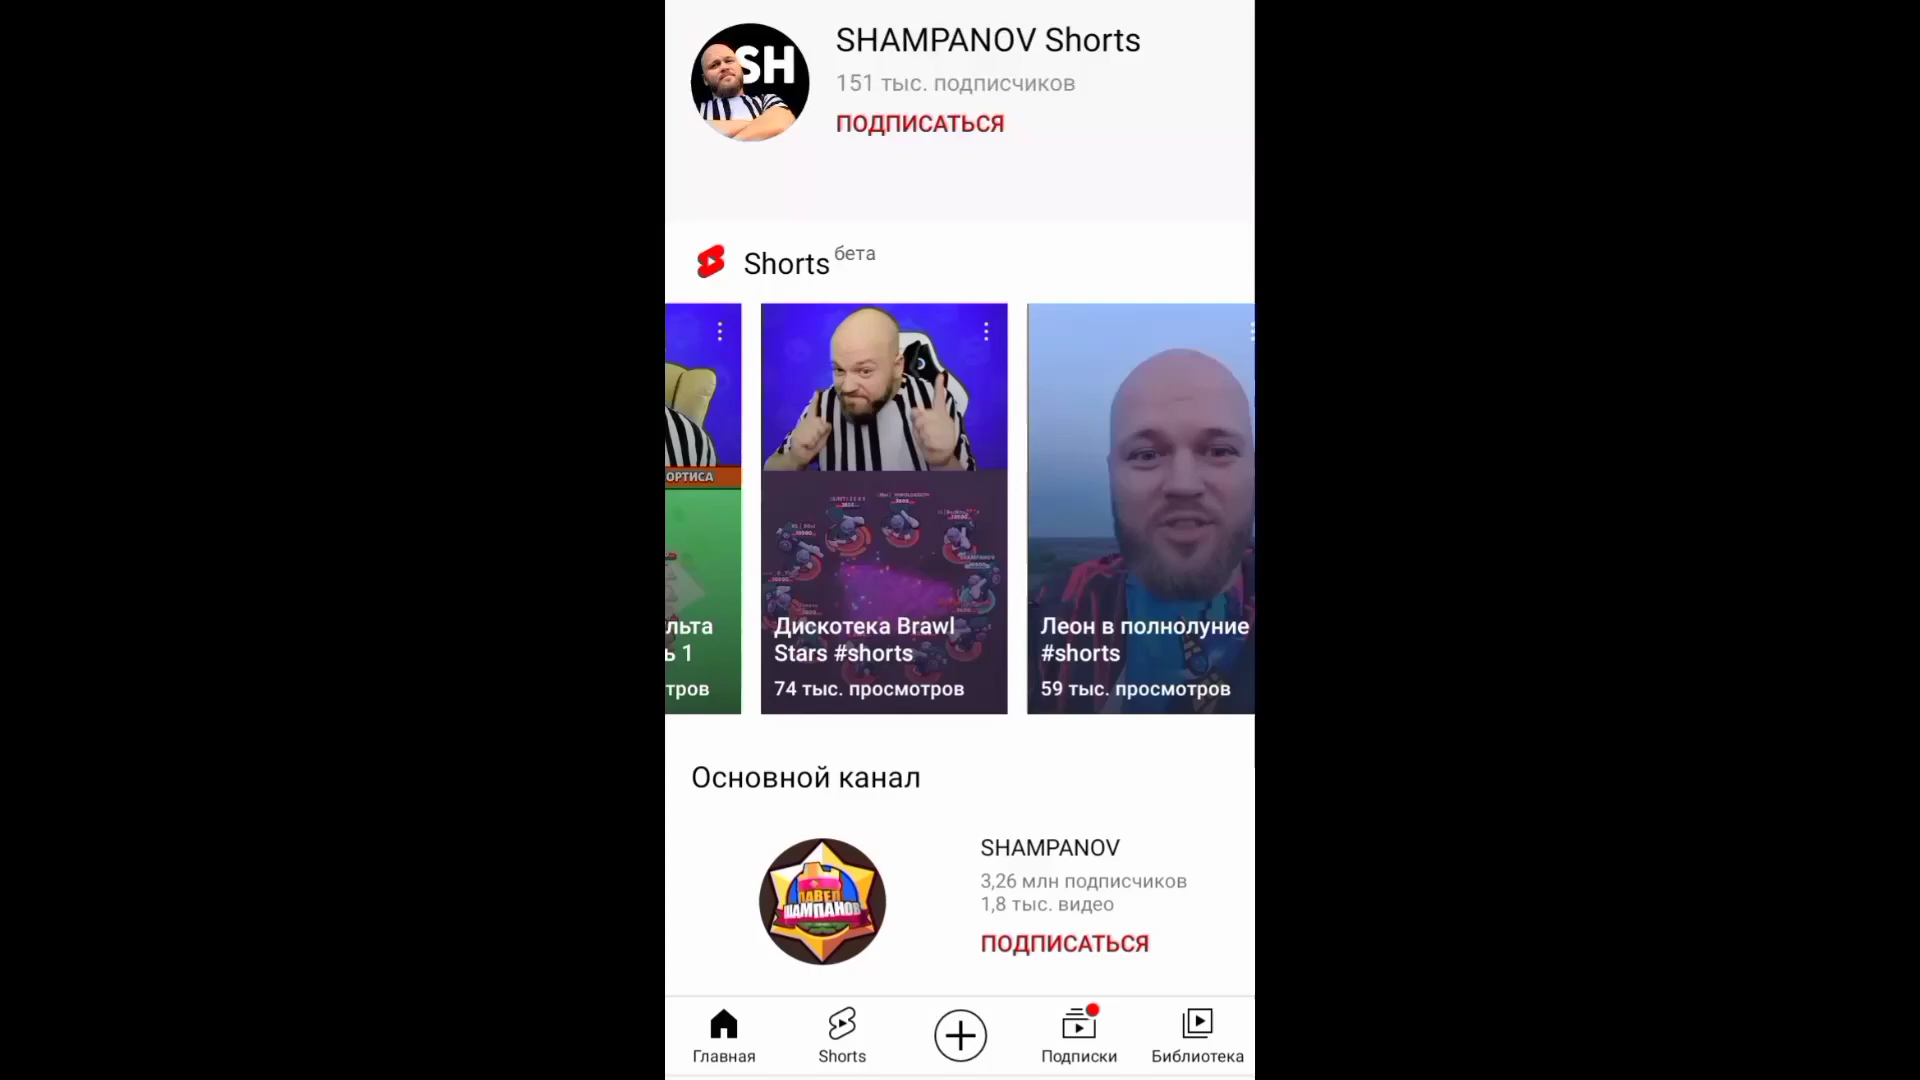 SH
SHAMPANOV Shorts
151 тыс. подписчиков
ПОДПИСАТЬСЯ
Shorts бета
ОРТИСА
льта
ь 1
тров
Дискотека Brawl
Stars #shorts
74 тыс. просмотров
Леон в полнолуние
#shorts
59 тыс. просмотров
Основной канал
ПАВЕЛ
ШАМПАНОВ
SHAMPANOV
3,26 млн подписчиков
1,8 тыс. видео
ПОДПИСАТЬСЯ
Главная
Shorts
Подписки
Библиотека